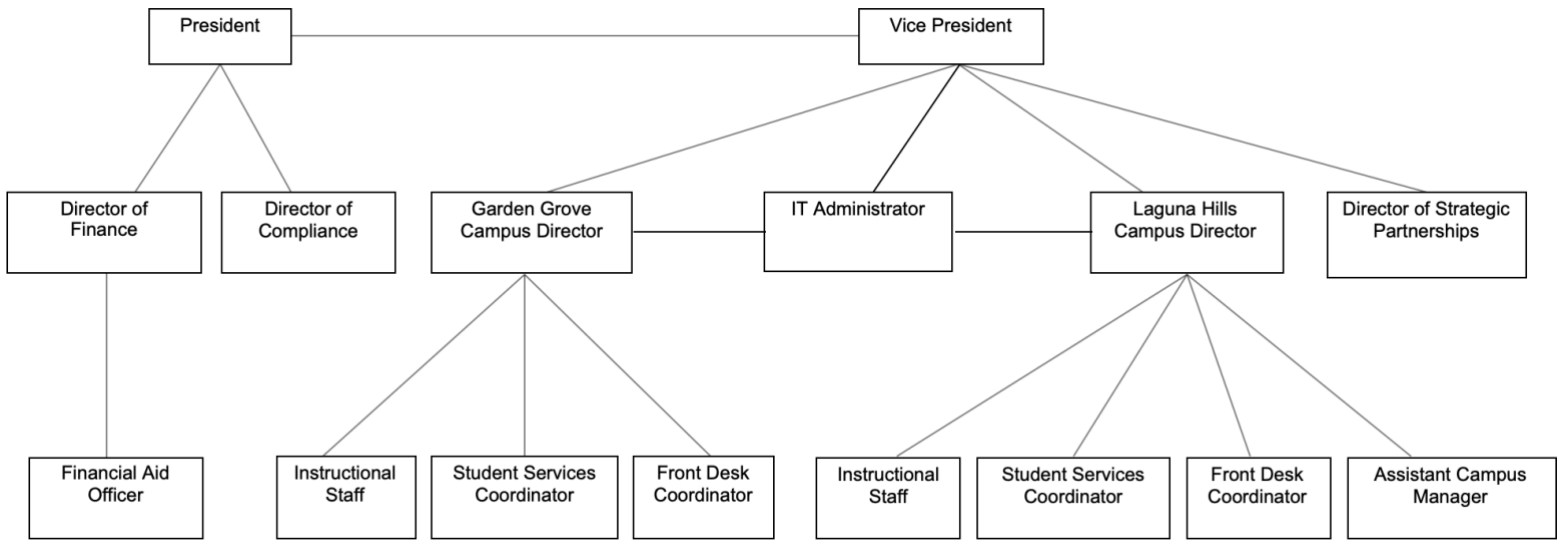 President
Vice President
Director of
Finance
Director of
Compliance
Garden Grove
Campus Director
IT Administrator
Laguna Hills
Campus Director
Director of Strategic
Partnerships
Financial Aid
Officer
Instructional
Staff
Student Services
Coordinator
Front Desk
Coordinator
Instructional
Staff
Student Services
Coordinator
Front Desk
Coordinator
Assistant Campus
Manager